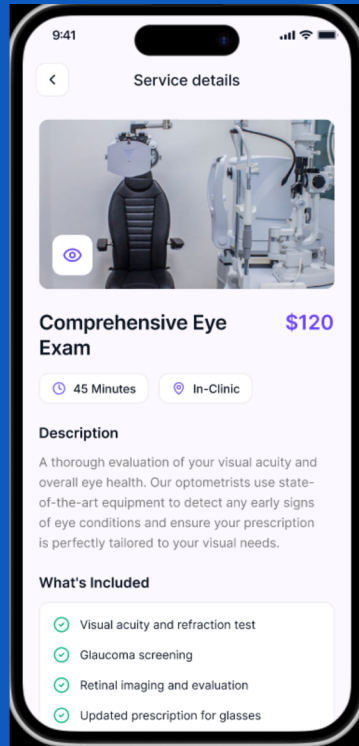 9:41
Service details
Comprehensive Eye
Exam
$120
45 Minutes
In-Clinic
Description
A thorough evaluation of your visual acuity and
overall eye health. Our optometrists use state-
of-the-art equipment to detect any early signs
of eye conditions and ensure your prescription
is perfectly tailored to your visual needs.
What's Included
Visual acuity and refraction test
Glaucoma screening
Retinal imaging and evaluation
Updated prescription for glasses